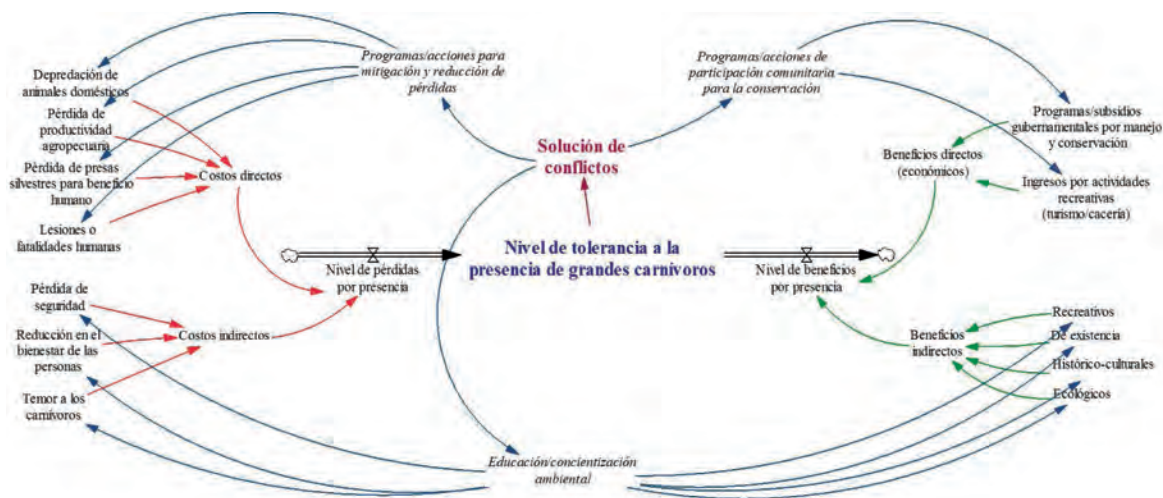 Programas/acciones para
mitigación y reducción de
pérdidas
Programas/acciones de
participación comunitaria
para la conservación
Depredación de
animales domésticos
Pérdida de
productividad
agropecuaria
Pérdida de presas
silvestres para beneficio
humano
Lesiones o
fatalidades humanas
Costos directos
Solución de
conflictos
Beneficios directos
(económicos)
Programas/subsidios
gubernamentales por manejo
y conservación
Ingresos por actividades
recreativas
(turismo/cacería)
Nivel de tolerancia a la
presencia de grandes carnívoros
Nivel de pérdidas
por presencia
Nivel de beneficios
por presencia
Pérdida de
seguridad
Reducción en el
bienestar de las
personas
Temor a los
carnívoros
Costos indirectos
Beneficios
indirectos
Recreativos
De existencia
Histórico-culturales
Ecológicos
Educación/concientización
ambiental